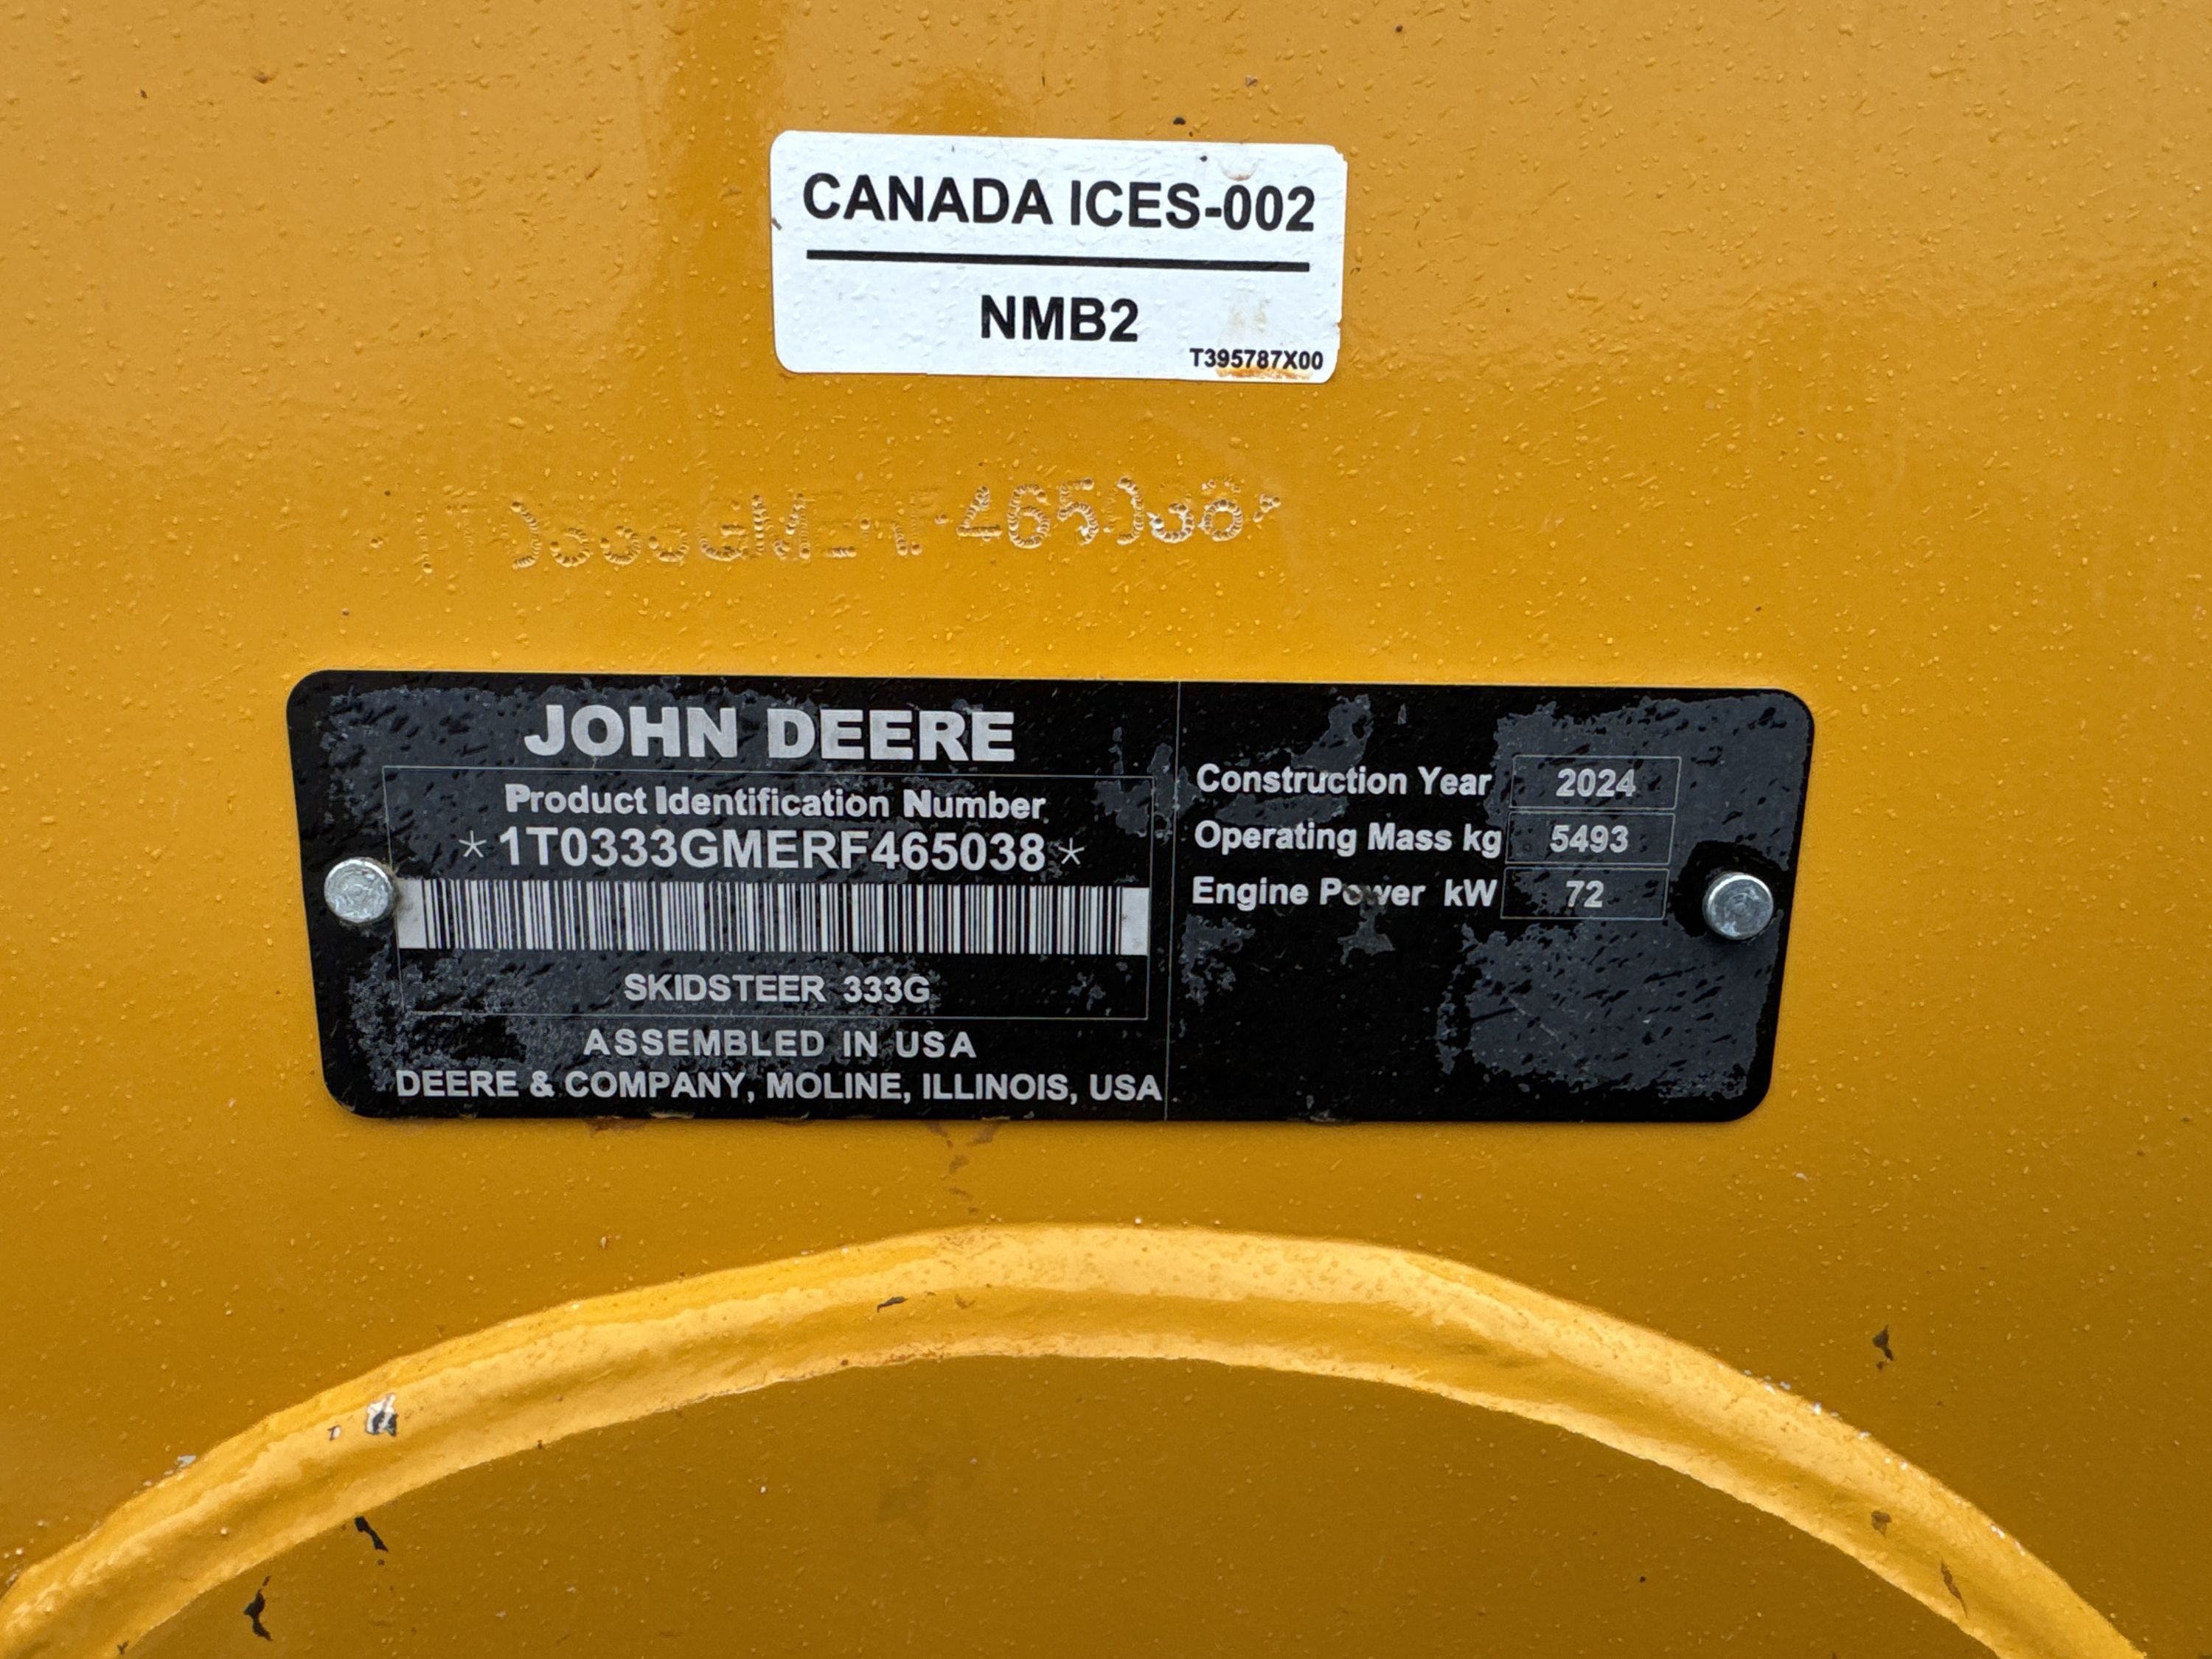 CANADA ICES-002
NMB2
T395787X00
*1T0333GMERF465038*
JOHN DEERE
Product Identification Number
*1T0333GMERF465038*
SKIDSTEER 333G
ASSEMBLED IN USA
DEERE & COMPANY, MOLINE, ILLINOIS, USA
Construction Year 2024
Operating Mass kg 5493
Engine Power kW 72